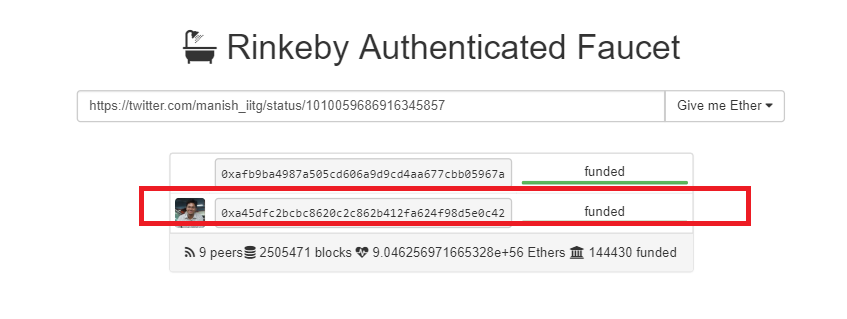 Rinkeby Authenticated Faucet
https://twitter.com/manish_iitg/status/1010059686916345857 Give me Ether
0xafb9ba4987a505cd606a9d9cd4aa677cbb05967a funded
0xa45dfc2bcbc8620c2c862b412fa624f98d5e0c42 funded
9 peers 2505471 blocks 9.046256971665328e+56 Ethers 144430 funded